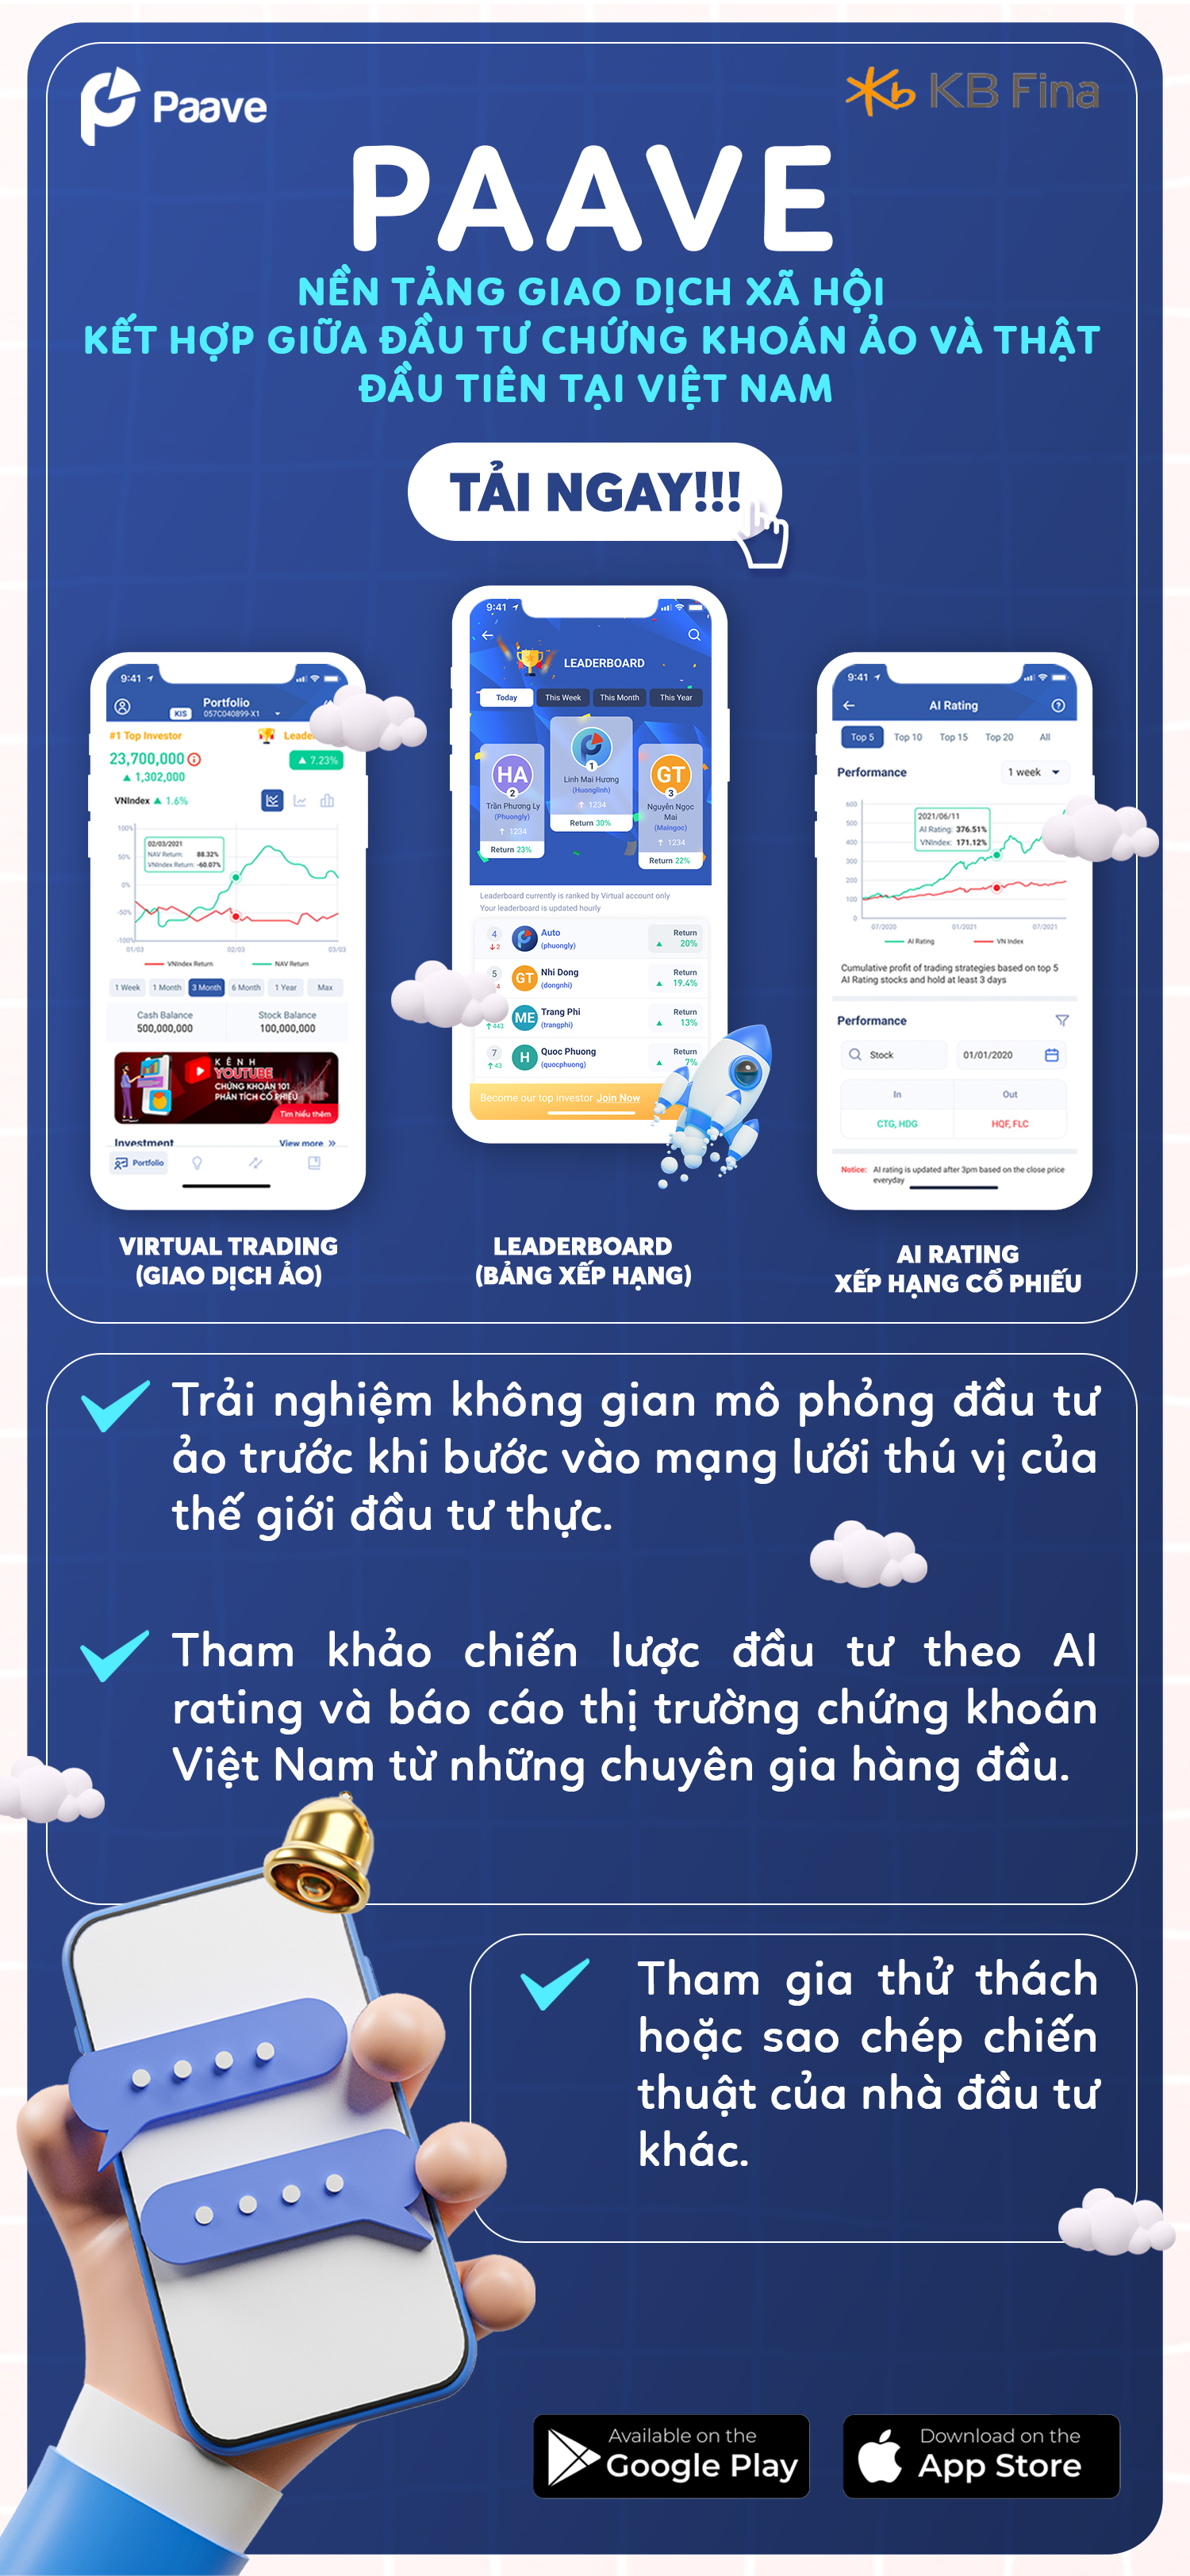 Paave
KB Fina
PAAVE
NỀN TẢNG GIAO DỊCH XÃ HỘI
KẾT HỢP GIỮA ĐẦU TƯ CHỨNG KHOÁN ẢO VÀ THẬT
ĐẦU TIÊN TẠI VIỆT NAM
TẢI NGAY!!!
9:41
Portfolio
KIS 057C040899-X1
#1 Top Investor
23,700,000
7.23%
1,302,000
VNIndex 1.6%
100%
02/03/2021
NAV Return: 88.32%
VNIndex Return: -60.07%
50%
0%
-50%
-100%
01/03 02/03 03/03
VNIndex Return NAV Return
1 Week 1 Month 3 Month 6 Month 1 Year Max
Cash Balance Stock Balance
500,000,000 100,000,000
KÊNH
YOUTUBE
CHỨNG KHOÁN 101
PHÂN TÍCH CỔ PHIẾU
Tìm hiểu thêm
Investment View more
Portfolio
VIRTUAL TRADING
(GIAO DỊCH ẢO)
9:41
LEADERBOARD
Today This Week This Month This Year
HA
2
Trần Phương Ly
(Phuongly)
1234
Return 23%
1
Linh Mai Hương
(Huonglinh)
1234
Return 30%
GT
3
Nguyễn Ngọc
Mai
(Maingoc)
1234
Return 22%
Leaderboard currently is ranked by Virtual account only
Your leaderboard is updated hourly
4 Auto Return
2 (phuongly) 20%
5 GT Nhi Dong Return
4 (dongnhi) 19.4%
ME Trang Phi Return
443 (trangphi) 13%
7 H Quoc Phuong Return
43 (quocphuong) 7%
Become our top investor Join Now
LEADERBOARD
(BẢNG XẾP HẠNG)
9:41
AI Rating
Top 5 Top 10 Top 15 Top 20 All
Performance 1 week
600
500
400
300
200
100
0
2021/06/11
AI Rating: 376.51%
VNIndex: 171.12%
07/2020 01/2021 07/2021
AI Rating VN Index
Cumulative profit of trading strategies based on top 5
AI Rating stocks and hold at least 3 days
Performance
Stock 01/01/2020
In Out
CTG, HDG HQF, FLC
Notice: AI rating is updated after 3pm based on the close price
everyday
AI RATING
XẾP HẠNG CỔ PHIẾU
Trải nghiệm không gian mô phỏng đầu tư
ảo trước khi bước vào mạng lưới thú vị của
thế giới đầu tư thực.
Tham khảo chiến lược đầu tư theo AI
rating và báo cáo thị trường chứng khoán
Việt Nam từ những chuyên gia hàng đầu.
Tham gia thử thách
hoặc sao chép chiến
thuật của nhà đầu tư
khác.
Available on the
Google Play
Download on the
App Store